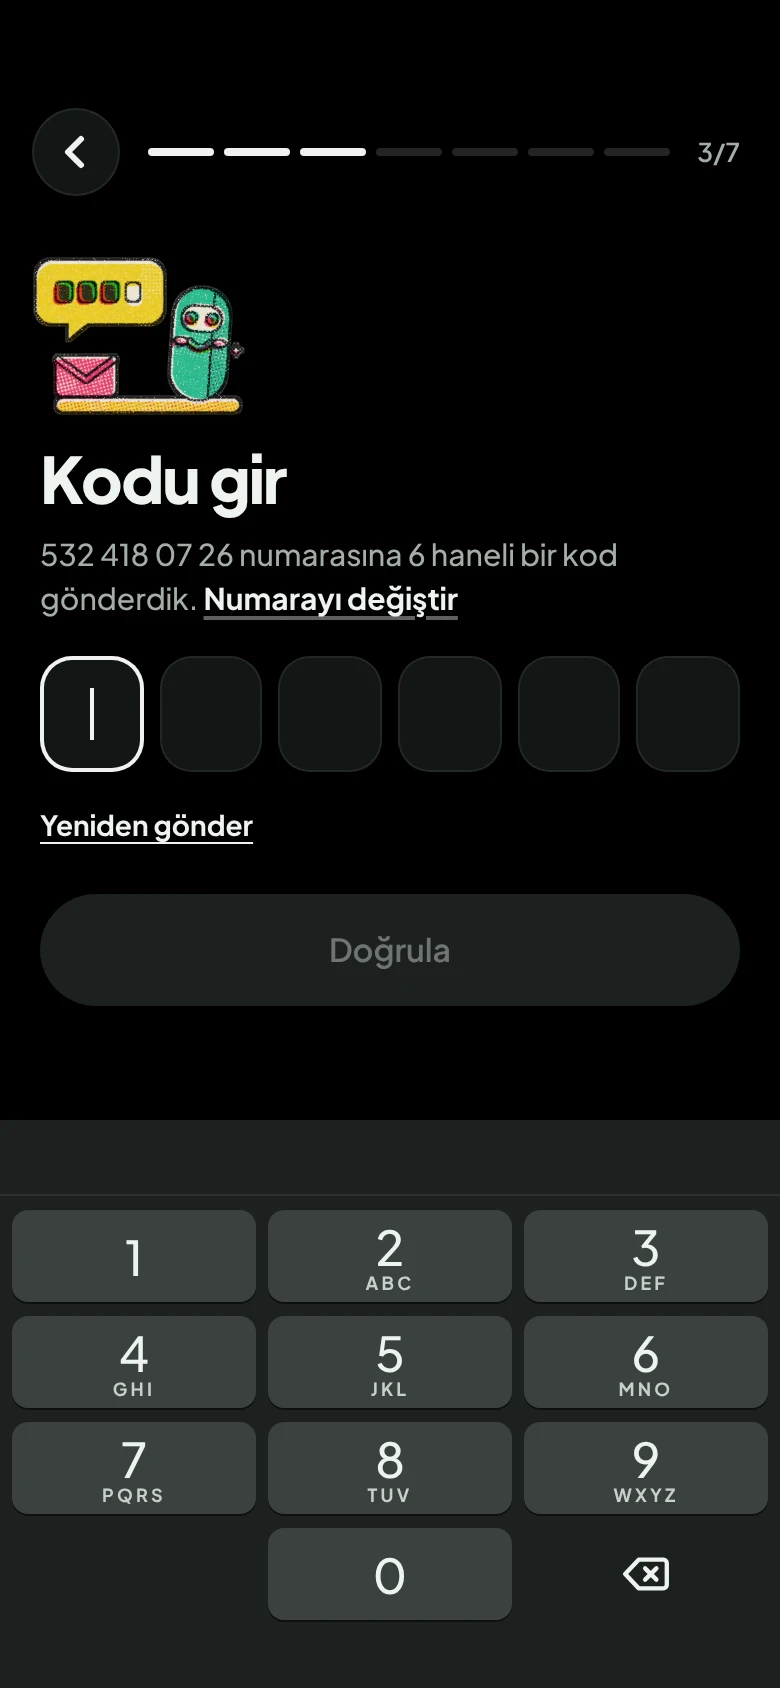 3/7
Kodu gir
532 418 07 26 numarasına 6 haneli bir kod
gönderdik. Numarayı değiştir
Yeniden gönder
Doğrula
1
2
ABC
3
DEF
4
GHI
5
JKL
6
MNO
7
PQRS
8
TUV
9
WXYZ
0